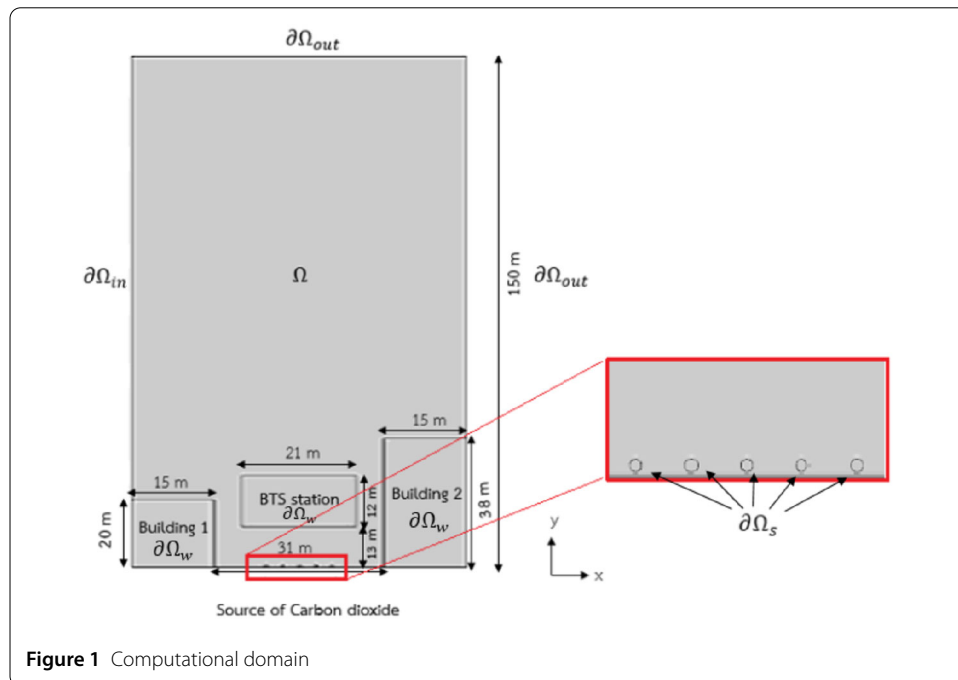 ∂Ω_out
∂Ω_in
Ω
150 m
∂Ω_out
15 m
21 m
15 m
BTS station
∂Ω_w
12 m
Building 2
∂Ω_w
38 m
20 m
Building 1
∂Ω_w
13 m
31 m
∂Ω_s
y
x
Source of Carbon dioxide
Figure 1 Computational domain